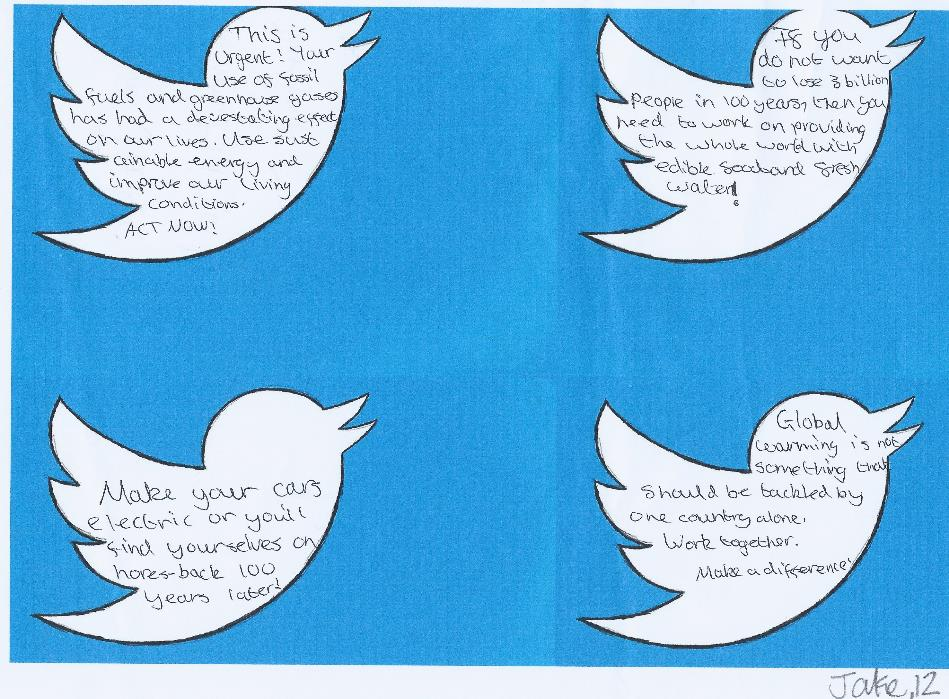 This is
Urgent! Your
use of fossil
fuels and greenhouse gases
has had a devestating effect
on our lives. Use sust
ceinable energy and
improve our living
conditions.
ACT NOW!
If you
do not want
to lose 3 billion
people in 100 years, then you
need to work on providing
the whole world with
edible food and fresh
water!
Make your cars
electric or you'll
find yourselves on
hores-back 100
years later!
Global
warming is not
something that
should be tackled by
one country alone.
Work together.
Make a difference!
Jake, 12